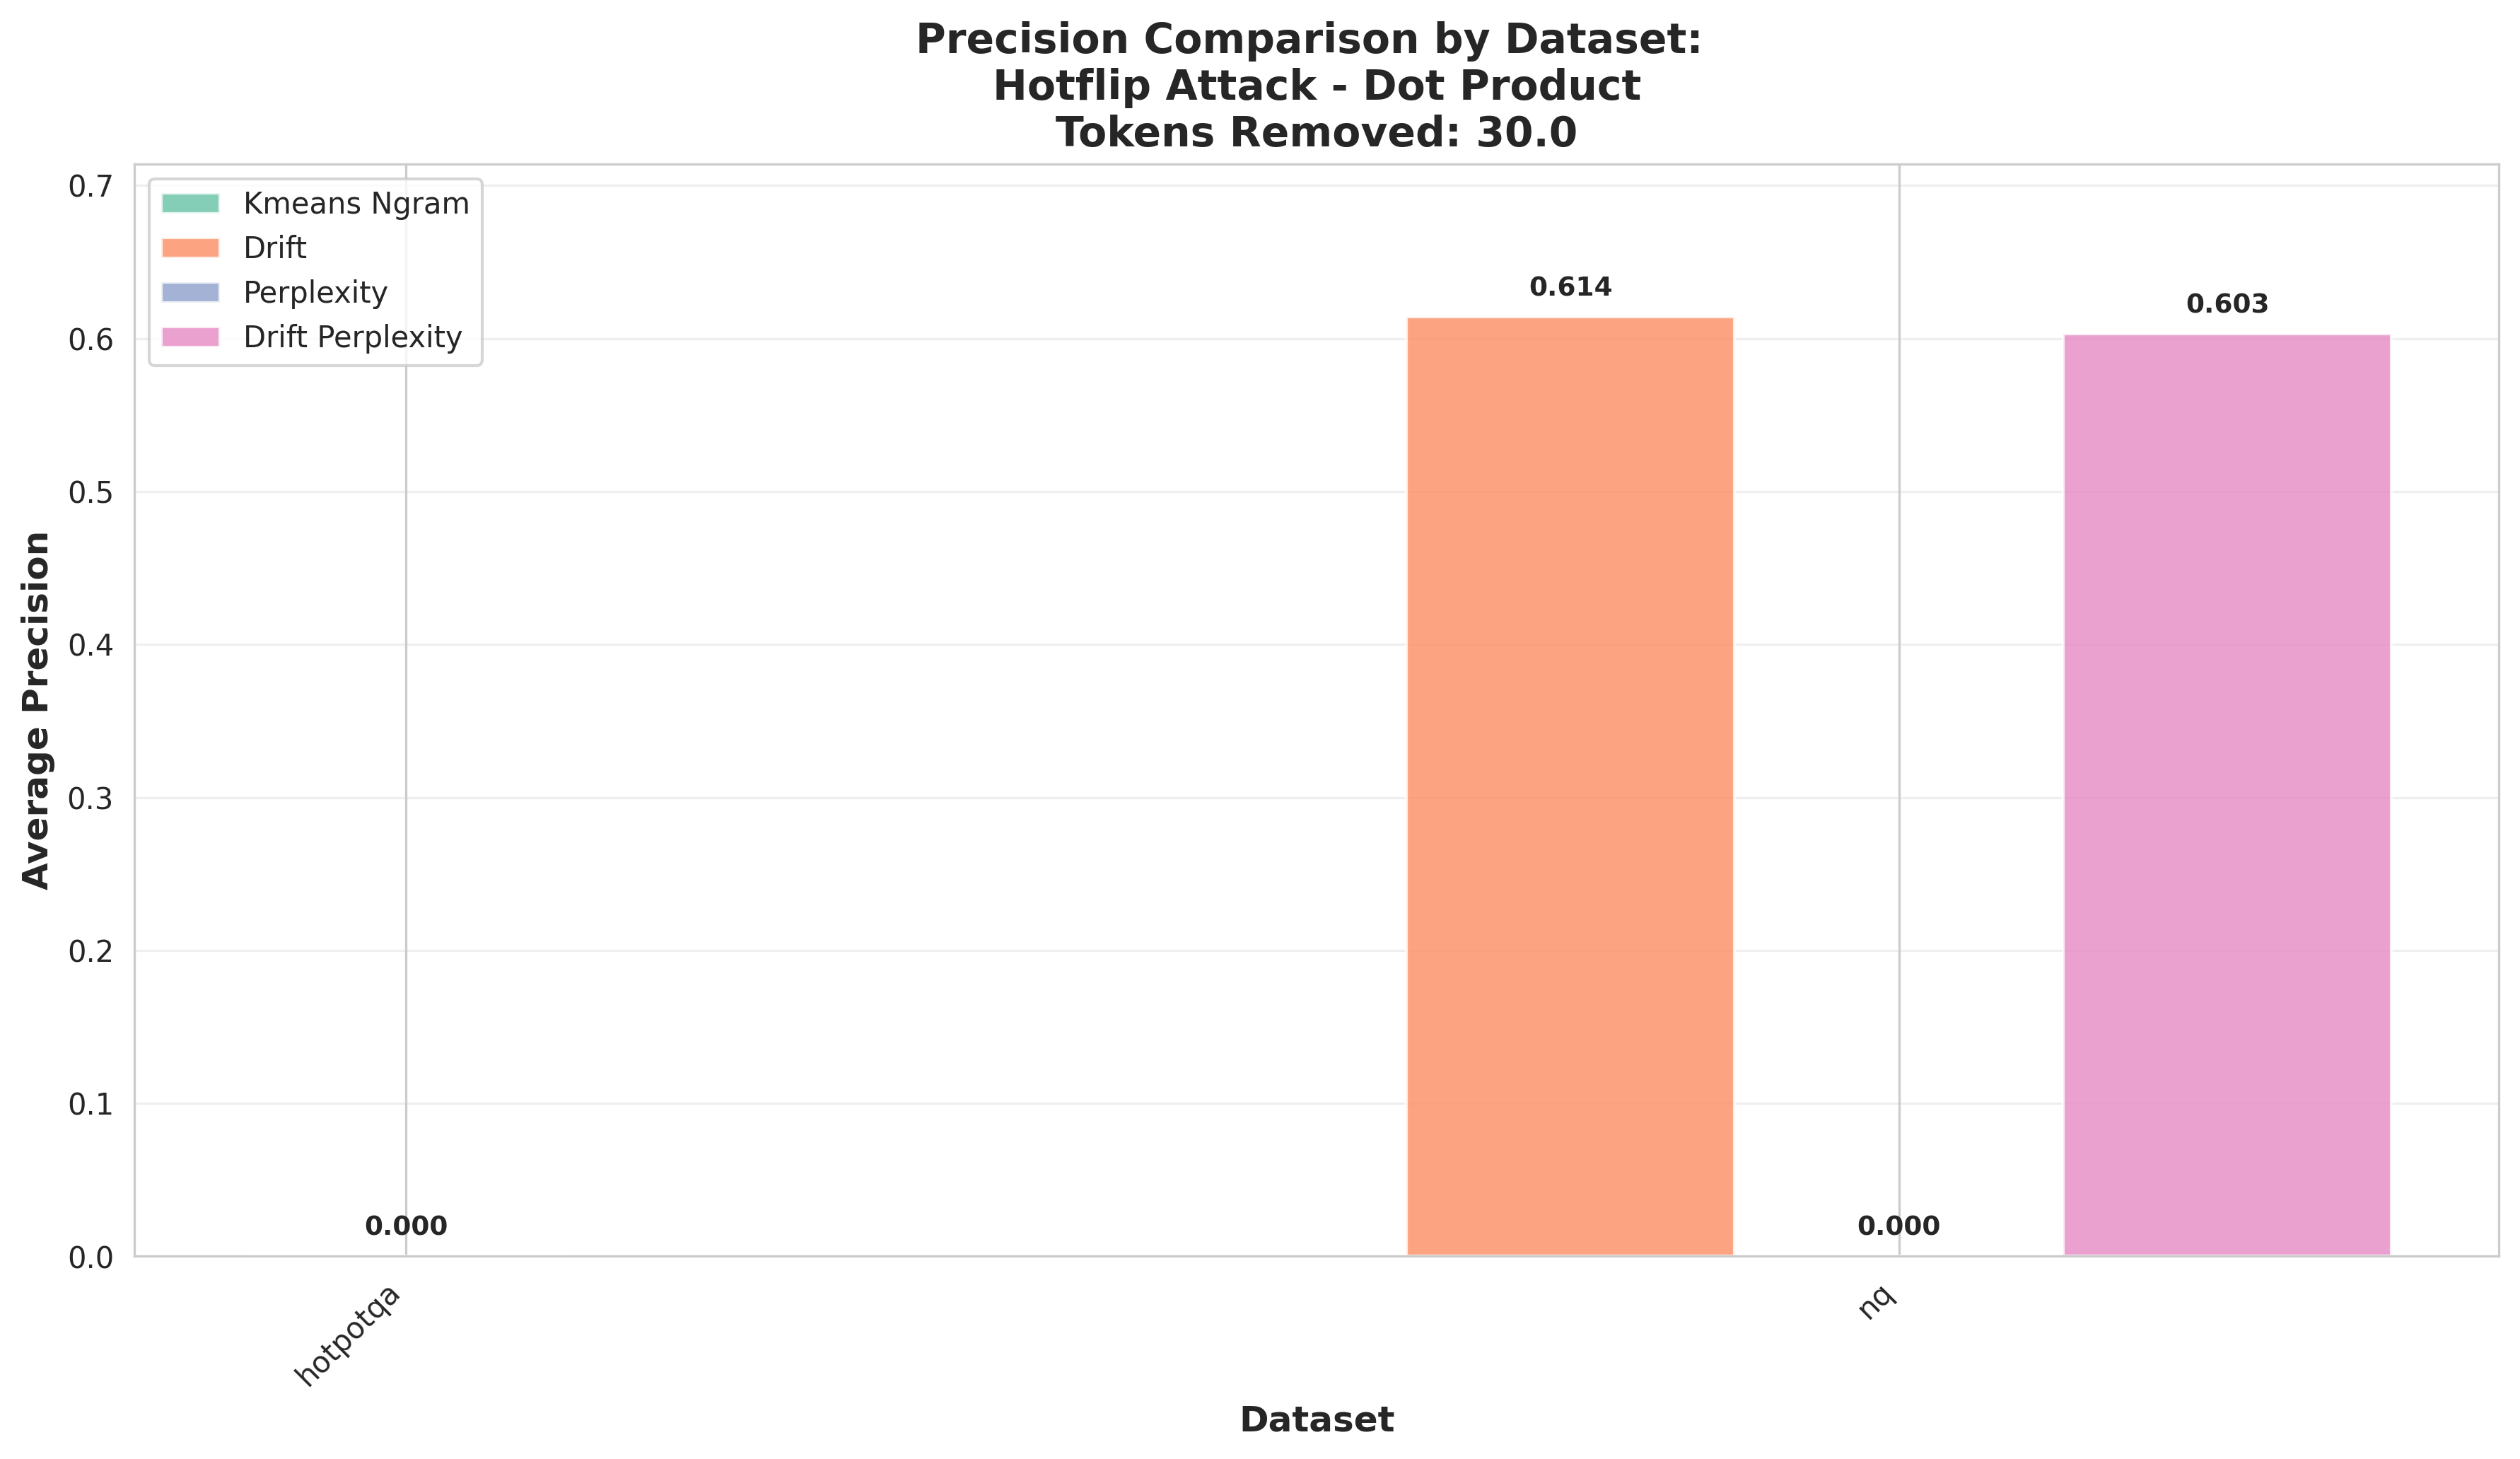 Precision Comparison by Dataset:
Hotflip Attack - Dot Product
Tokens Removed: 30.0
Kmeans Ngram
Drift
Perplexity
Drift Perplexity
Average Precision
0.7
0.6
0.5
0.4
0.3
0.2
0.1
0.0
0.000
0.614
0.000
0.603
hotpotqa
nq
Dataset